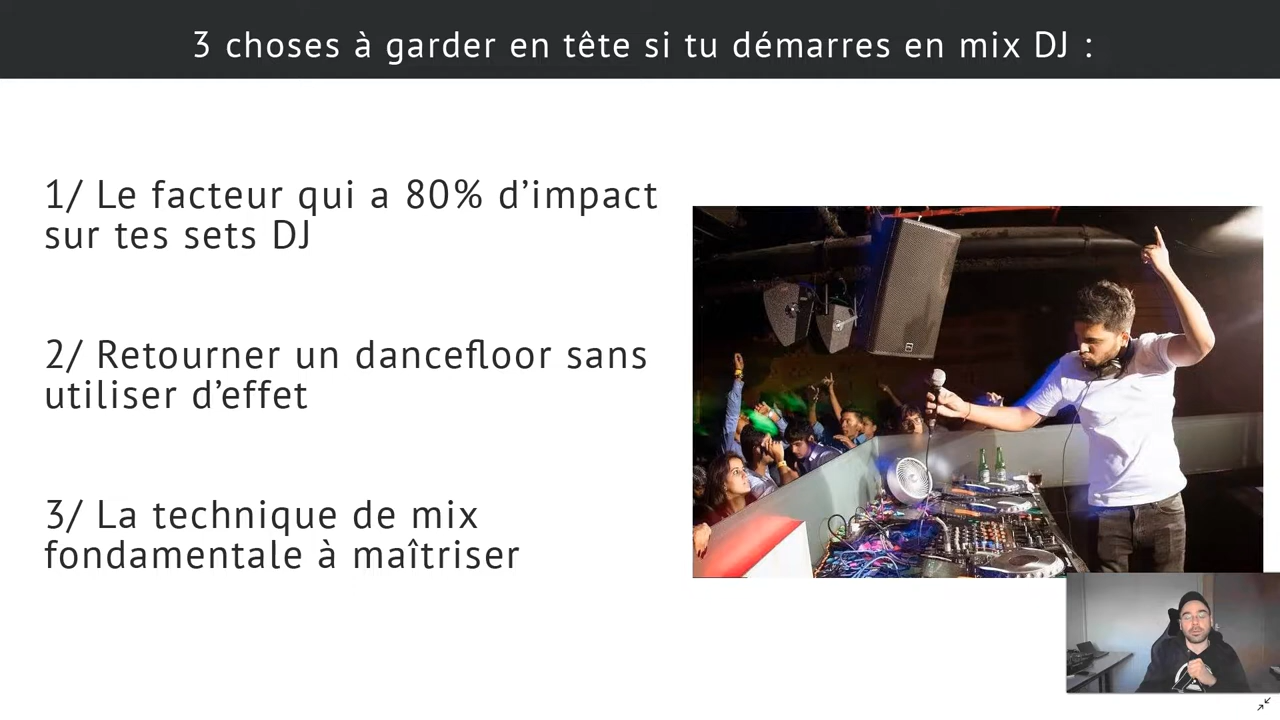 3 choses à garder en tête si tu démarres en mix DJ :
1/ Le facteur qui a 80% d’impact
sur tes sets DJ
2/ Retourner un dancefloor sans
utiliser d’effet
3/ La technique de mix
fondamentale à maîtriser